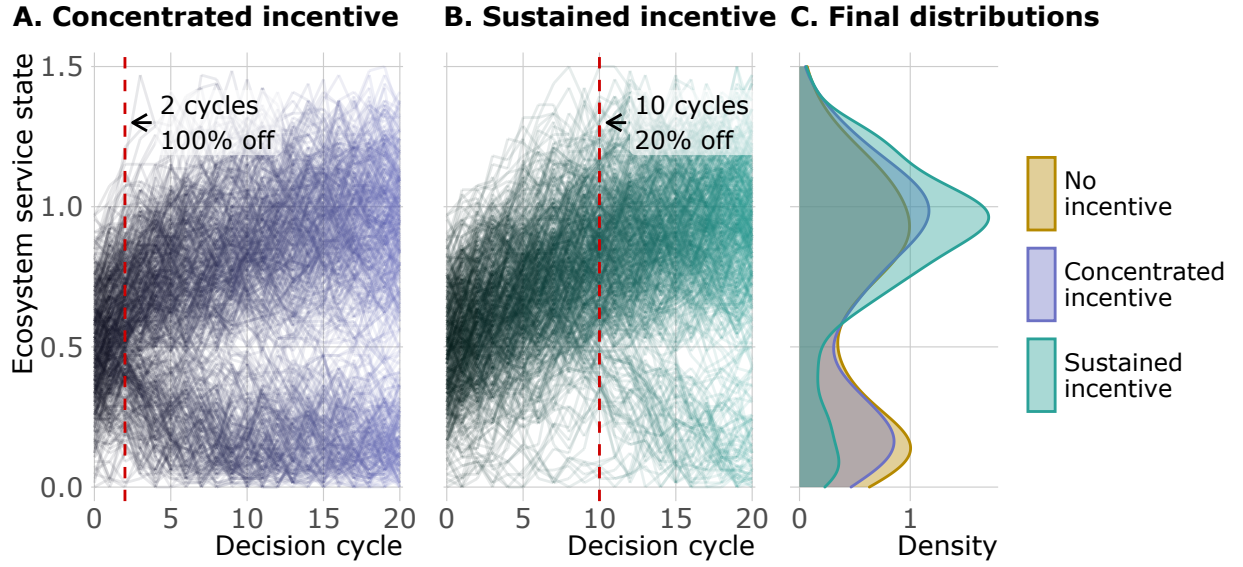 A. Concentrated incentive
B. Sustained incentive
C. Final distributions
Ecosystem service state
1.5
1.0
0.5
0.0
2 cycles
100% off
0
5
10
15
20
Decision cycle
10 cycles
20% off
0
5
10
15
20
Decision cycle
0
1
Density
No
incentive
Concentrated
incentive
Sustained
incentive